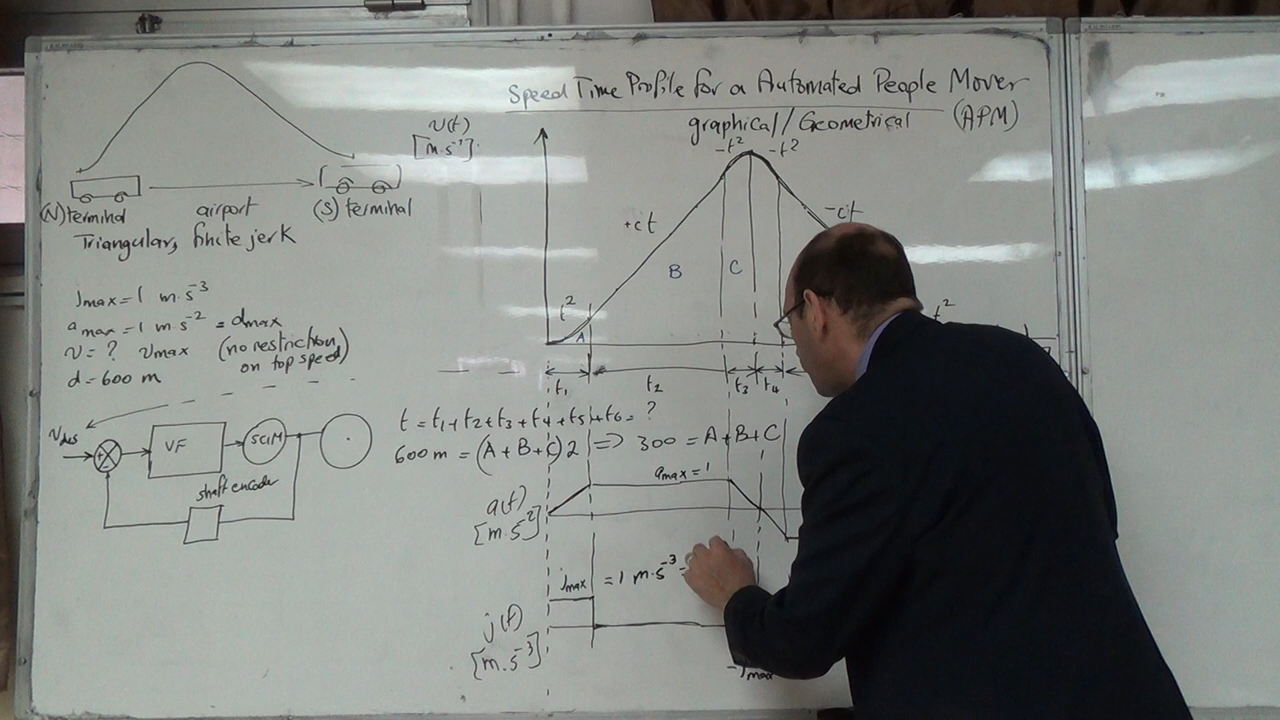 Speed Time Profile for a Automated People Mover
graphical/Geometrical (APM)
v(t)
[m.s⁻¹]
-t² -t²
+ct
-ct
B C
t² A
t²
t₁ t₂ t₃ t₄
(N) terminal airport (S) terminal
Triangular, finite jerk
jmax = 1 m.s⁻³
amax = 1 m.s⁻² = dmax
v = ? vmax (no restriction on top speed)
d = 600 m
vdes
VF SCIM
shaft encoder
t = t₁+t₂+t₃+t₄+t₅+t₆ = ?
600 m = (A+B+C)2 => 300 = A+B+C
a(t)
[m.s⁻²]
amax = 1
jmax = 1 m.s⁻³
j(t)
[m.s⁻³]
-jmax